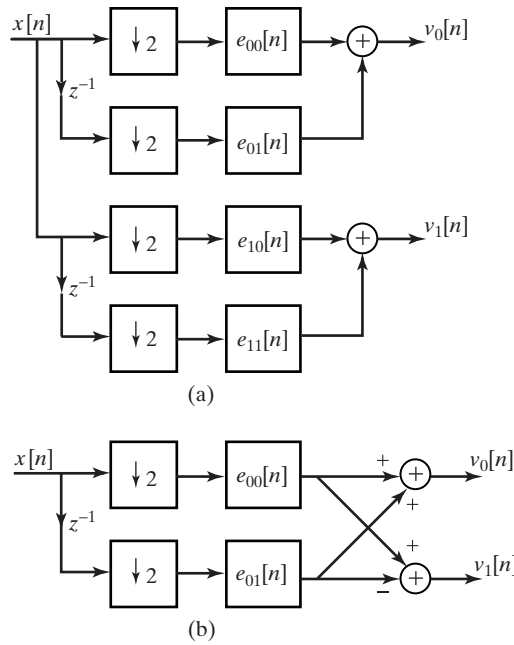 x[n]
↓ 2
e₀₀[n]
+
v₀[n]
z⁻¹
↓ 2
e₀₁[n]
↓ 2
e₁₀[n]
+
v₁[n]
z⁻¹
↓ 2
e₁₁[n]
(a)
x[n]
↓ 2
e₀₀[n]
+
+
v₀[n]
+
z⁻¹
+
↓ 2
e₀₁[n]
–
+
v₁[n]
(b)